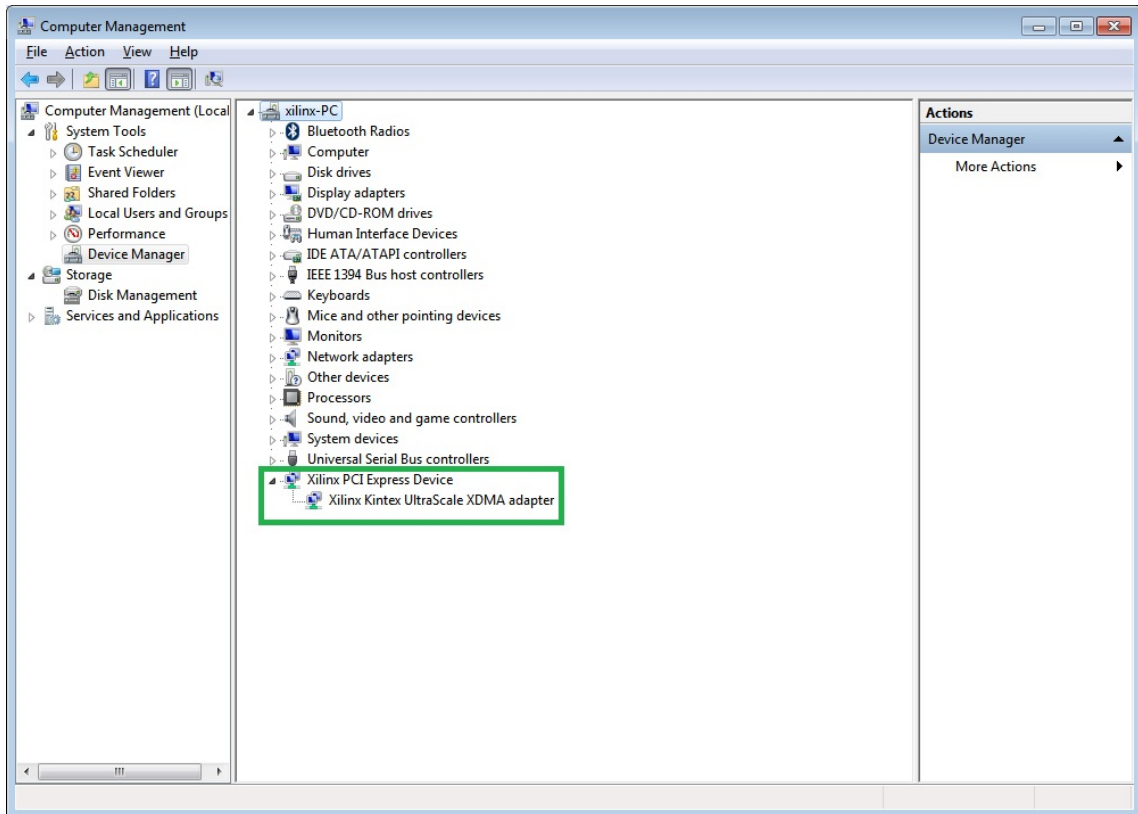 Computer Management
File Action View Help
Computer Management (Local
System Tools
Task Scheduler
Event Viewer
Shared Folders
Local Users and Groups
Performance
Device Manager
Storage
Disk Management
Services and Applications
xilinx-PC
Bluetooth Radios
Computer
Disk drives
Display adapters
DVD/CD-ROM drives
Human Interface Devices
IDE ATA/ATAPI controllers
IEEE 1394 Bus host controllers
Keyboards
Mice and other pointing devices
Monitors
Network adapters
Other devices
Processors
Sound, video and game controllers
System devices
Universal Serial Bus controllers
Xilinx PCI Express Device
Xilinx Kintex UltraScale XDMA adapter
Actions
Device Manager
More Actions